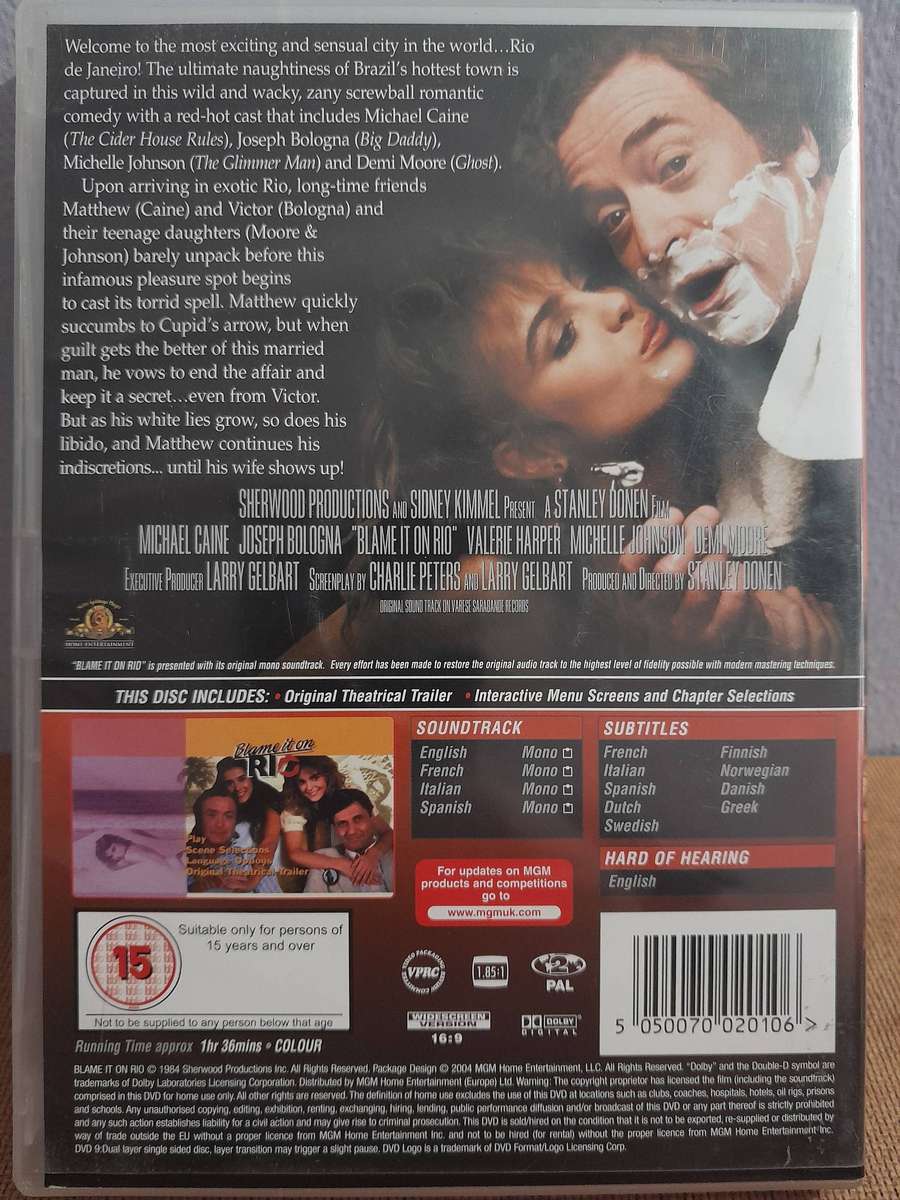 Welcome to the most exciting and sensual city in the world…Rio
de Janeiro! The ultimate naughtiness of Brazil's hottest town is
captured in this wild and wacky, zany screwball romantic
comedy with a red-hot cast that includes Michael Caine
(The Cider House Rules), Joseph Bologna (Big Daddy),
Michelle Johnson (The Glimmer Man) and Demi Moore (Ghost).
Upon arriving in exotic Rio, long-time friends
Matthew (Caine) and Victor (Bologna) and
their teenage daughters (Moore &
Johnson) barely unpack before this
infamous pleasure spot begins
to cast its torrid spell. Matthew quickly
succumbs to Cupid's arrow, but when
guilt gets the better of this married
man, he vows to end the affair and
keep it a secret…even from Victor.
But as his white lies grow, so does his
libido, and Matthew continues his
indiscretions... until his wife shows up!
SHERWOOD PRODUCTIONS AND SIDNEY KIMMEL PRESENT A STANLEY DONEN FILM
MICHAEL CAINE JOSEPH BOLOGNA "BLAME IT ON RIO" VALERIE HARPER MICHELLE JOHNSON DEMI MOORE
EXECUTIVE PRODUCER LARRY GELBART SCREENPLAY BY CHARLIE PETERS AND LARRY GELBART PRODUCED AND DIRECTED BY STANLEY DONEN
ORIGINAL SOUND TRACK ON VARESE SARABANDE RECORDS
HOME ENTERTAINMENT
"BLAME IT ON RIO" is presented with its original mono soundtrack. Every effort has been made to restore the original audio track to the highest level of fidelity possible with modern mastering techniques.
THIS DISC INCLUDES: • Original Theatrical Trailer • Interactive Menu Screens and Chapter Selections
Blame it on
RIO
Play
Scene Selections
Language Options
Original Theatrical Trailer
SOUNDTRACK
English Mono
French Mono
Italian Mono
Spanish Mono
SUBTITLES
French Finnish
Italian Norwegian
Spanish Danish
Dutch Greek
Swedish
HARD OF HEARING
English
For updates on MGM
products and competitions
go to
www.mgmuk.com
15
Suitable only for persons of
15 years and over
Not to be supplied to any person below that age
VIDEO PACKAGING REVIEW COMMITTEE
VPRC
1.85:1
2
PAL
WIDESCREEN
VERSION
16:9
DOLBY
DIGITAL
5 050070 020106 >
Running Time approx 1hr 36mins • COLOUR
BLAME IT ON RIO © 1984 Sherwood Productions Inc. All Rights Reserved. Package Design © 2004 MGM Home Entertainment, LLC. All Rights Reserved. "Dolby" and the Double-D symbol are
trademarks of Dolby Laboratories Licensing Corporation. Distributed by MGM Home Entertainment (Europe) Ltd. Warning: The copyright proprietor has licensed the film (including the soundtrack)
comprised in this DVD for home use only. All other rights are reserved. The definition of home use excludes the use of this DVD at locations such as clubs, coaches, hospitals, hotels, oil rigs, prisons
and schools. Any unauthorised copying, editing, exhibition, renting, exchanging, hiring, lending, public performance diffusion and/or broadcast of this DVD or any part thereof is strictly prohibited
and any such action establishes liability for a civil action and may give rise to criminal prosecution. This DVD is sold/hired on the condition that it is not to be exported, re-supplied or distributed by
way of trade outside the EU without a proper licence from MGM Home Entertainment Inc. and not to be hired (for rental) without the proper licence from MGM Home Entertainment Inc.
DVD 9:Dual layer single sided disc, layer transition may trigger a slight pause. DVD Logo is a trademark of DVD Format/Logo Licensing Corp.